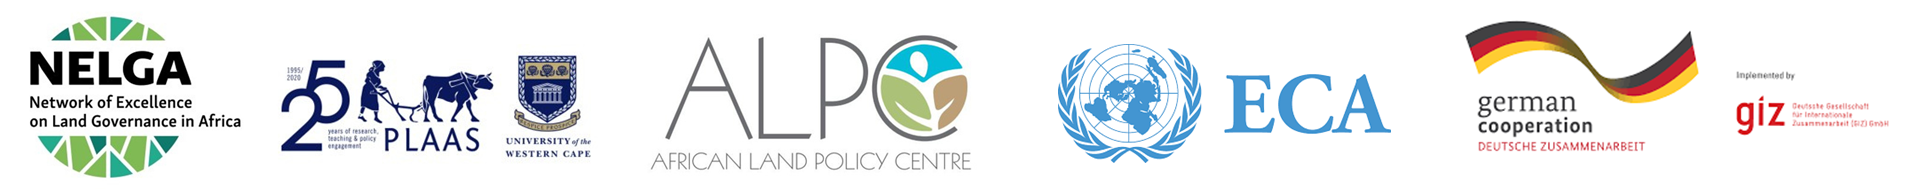 NELGA
Network of Excellence
on Land Governance in Africa
1995/
2020
25
years of research,
teaching & policy
engagement
PLAAS
UNIVERSITY of the
WESTERN CAPE
ALPC
AFRICAN LAND POLICY CENTRE
ECA
german
cooperation
DEUTSCHE ZUSAMMENARBEIT
Implemented by
giz
Deutsche Gesellschaft
für Internationale
Zusammenarbeit (GIZ) GmbH